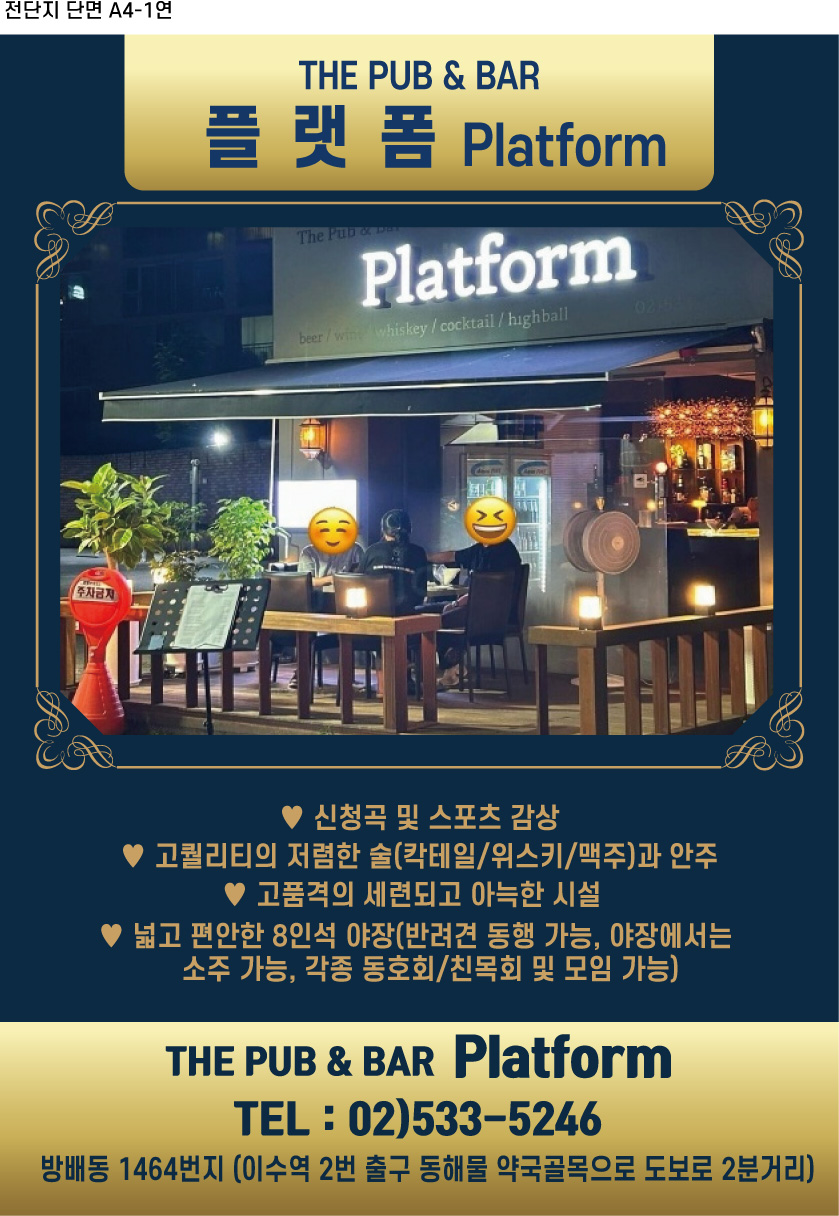 전단지 단면 A4-1연
THE PUB & BAR
플랫폼 Platform
The Pub & Bar
Platform
beer / wine / whiskey / cocktail / highball
주차금지
♥ 신청곡 및 스포츠 감상
♥ 고퀄리티의 저렴한 술(칵테일/위스키/맥주)과 안주
♥ 고품격의 세련되고 아늑한 시설
♥ 넓고 편안한 8인석 야장(반려견 동행 가능, 야장에서는
소주 가능, 각종 동호회/친목회 및 모임 가능)
THE PUB & BAR Platform
TEL : 02)533-5246
방배동 1464번지 (이수역 2번 출구 동해물 약국골목으로 도보로 2분거리)